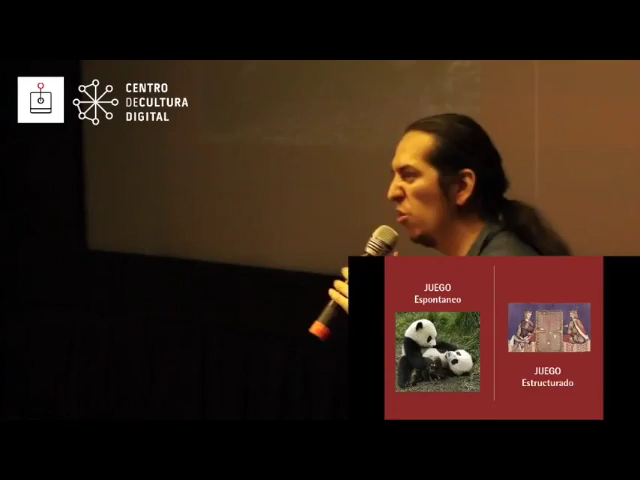 CENTRO
DECULTURA
DIGITAL
JUEGO
Espontaneo
JUEGO
Estructurado